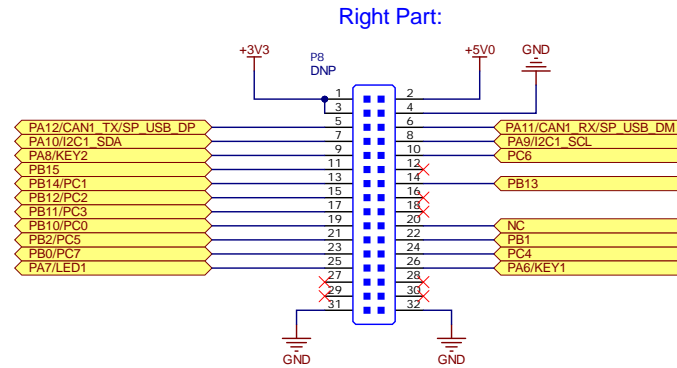 Right Part:
+3V3 P8 +5V0 GND
DNP
1 2
3 4
PA12/CAN1_TX/SP_USB_DP 5 6 PA11/CAN1_RX/SP_USB_DM
PA10/I2C1_SDA 7 8 PA9/I2C1_SCL
PA8/KEY2 9 10 PC6
PB15 11 12
PB14/PC1 13 14 PB13
PB12/PC2 15 16
PB11/PC3 17 18
PB10/PC0 19 20 NC
PB2/PC5 21 22 PB1
PB0/PC7 23 24 PC4
PA7/LED1 25 26 PA6/KEY1
27 28
29 30
31 32
GND GND